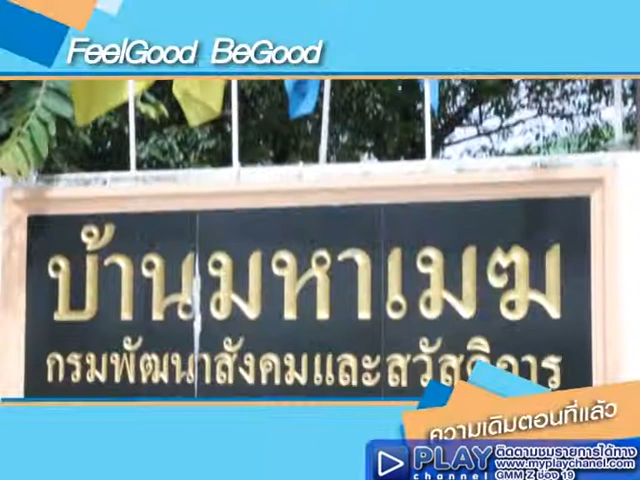 FeelGood BeGood
บ้านมหาเมฆ
กรมพัฒนาสังคมและสวัสดิการ
ความเดิมตอนที่แล้ว
PLAY channel
ติดตามชมรายการได้ทาง
www.myplaychanel.com
GMM Z ช่อง 19